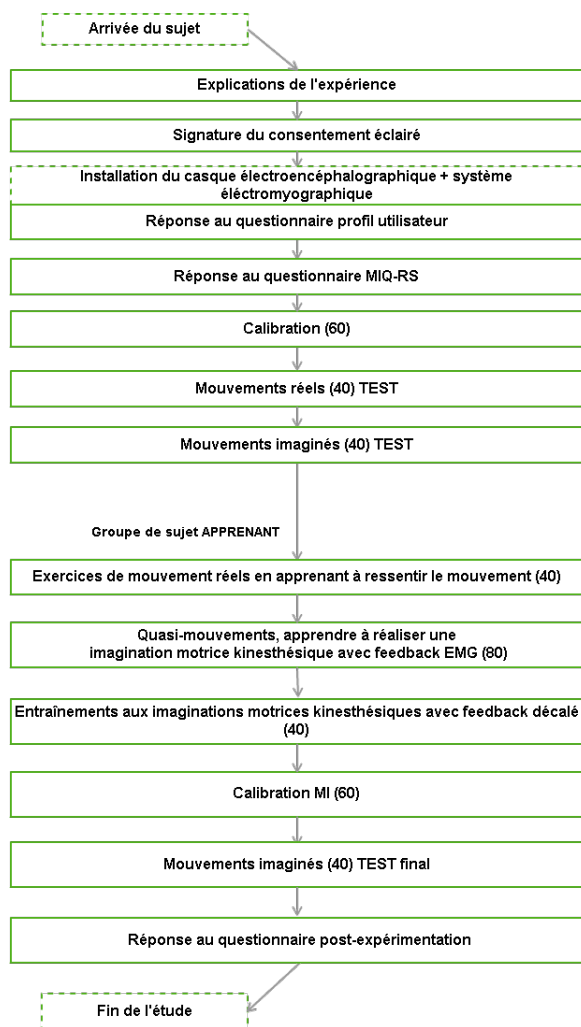 Arrivée du sujet
Explications de l'expérience
Signature du consentement éclairé
Installation du casque électroencéphalographique + système
éléctromyographique
Réponse au questionnaire profil utilisateur
Réponse au questionnaire MIQ-RS
Calibration (60)
Mouvements réels (40) TEST
Mouvements imaginés (40) TEST
Groupe de sujet APPRENANT
Exercices de mouvement réels en apprenant à ressentir le mouvement (40)
Quasi-mouvements, apprendre à réaliser une
imagination motrice kinesthésique avec feedback EMG (80)
Entraînements aux imaginations motrices kinesthésiques avec feedback décalé
(40)
Calibration MI (60)
Mouvements imaginés (40) TEST final
Réponse au questionnaire post-expérimentation
Fin de l'étude